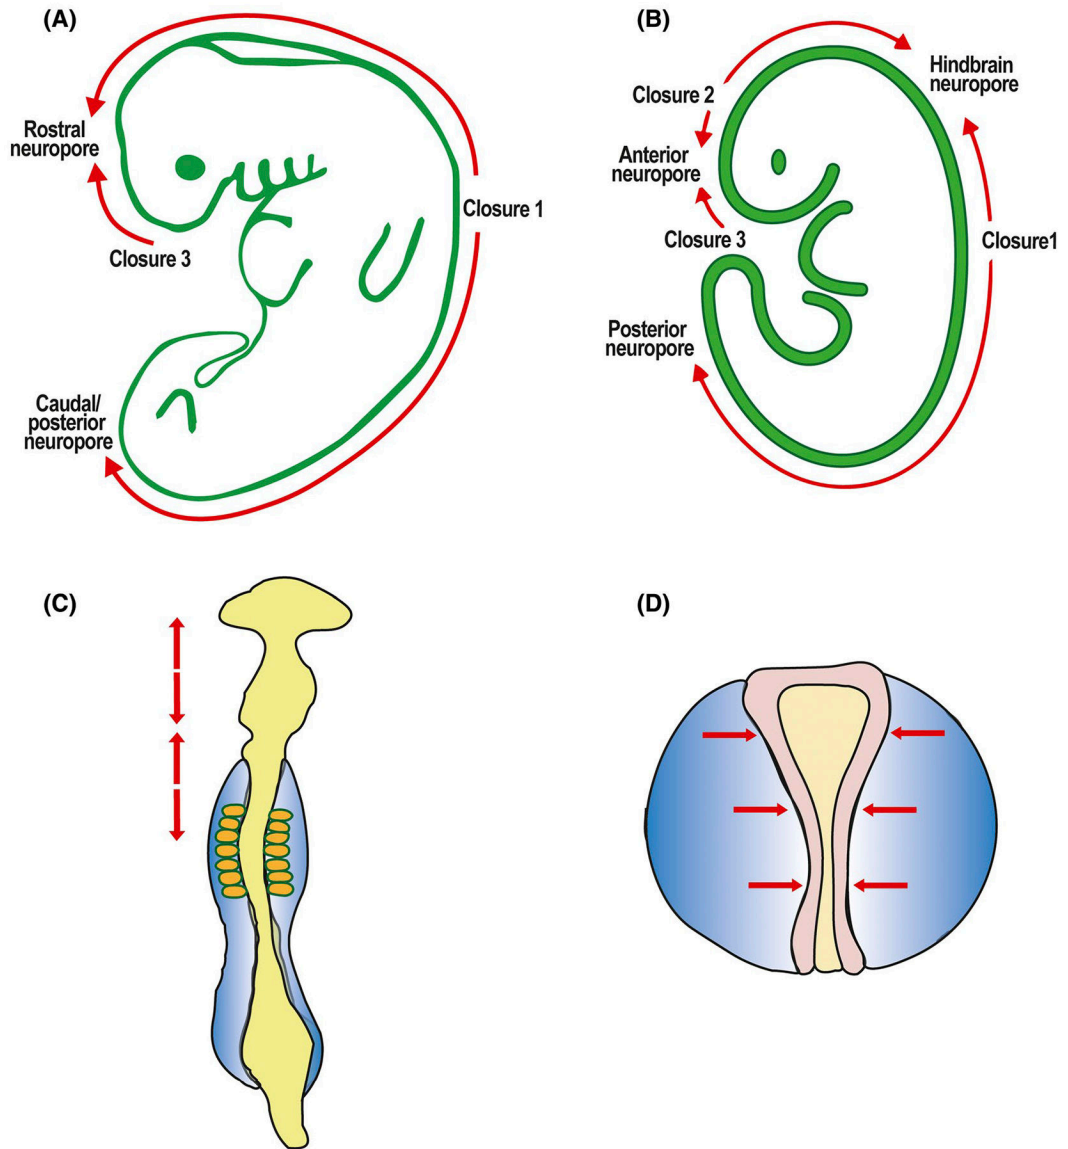 (A)
Rostral
neuropore
Closure 3
Closure 1
Caudal/
posterior
neuropore
(B)
Hindbrain
neuropore
Closure 2
Anterior
neuropore
Closure 3
Closure1
Posterior
neuropore
(C)
(D)